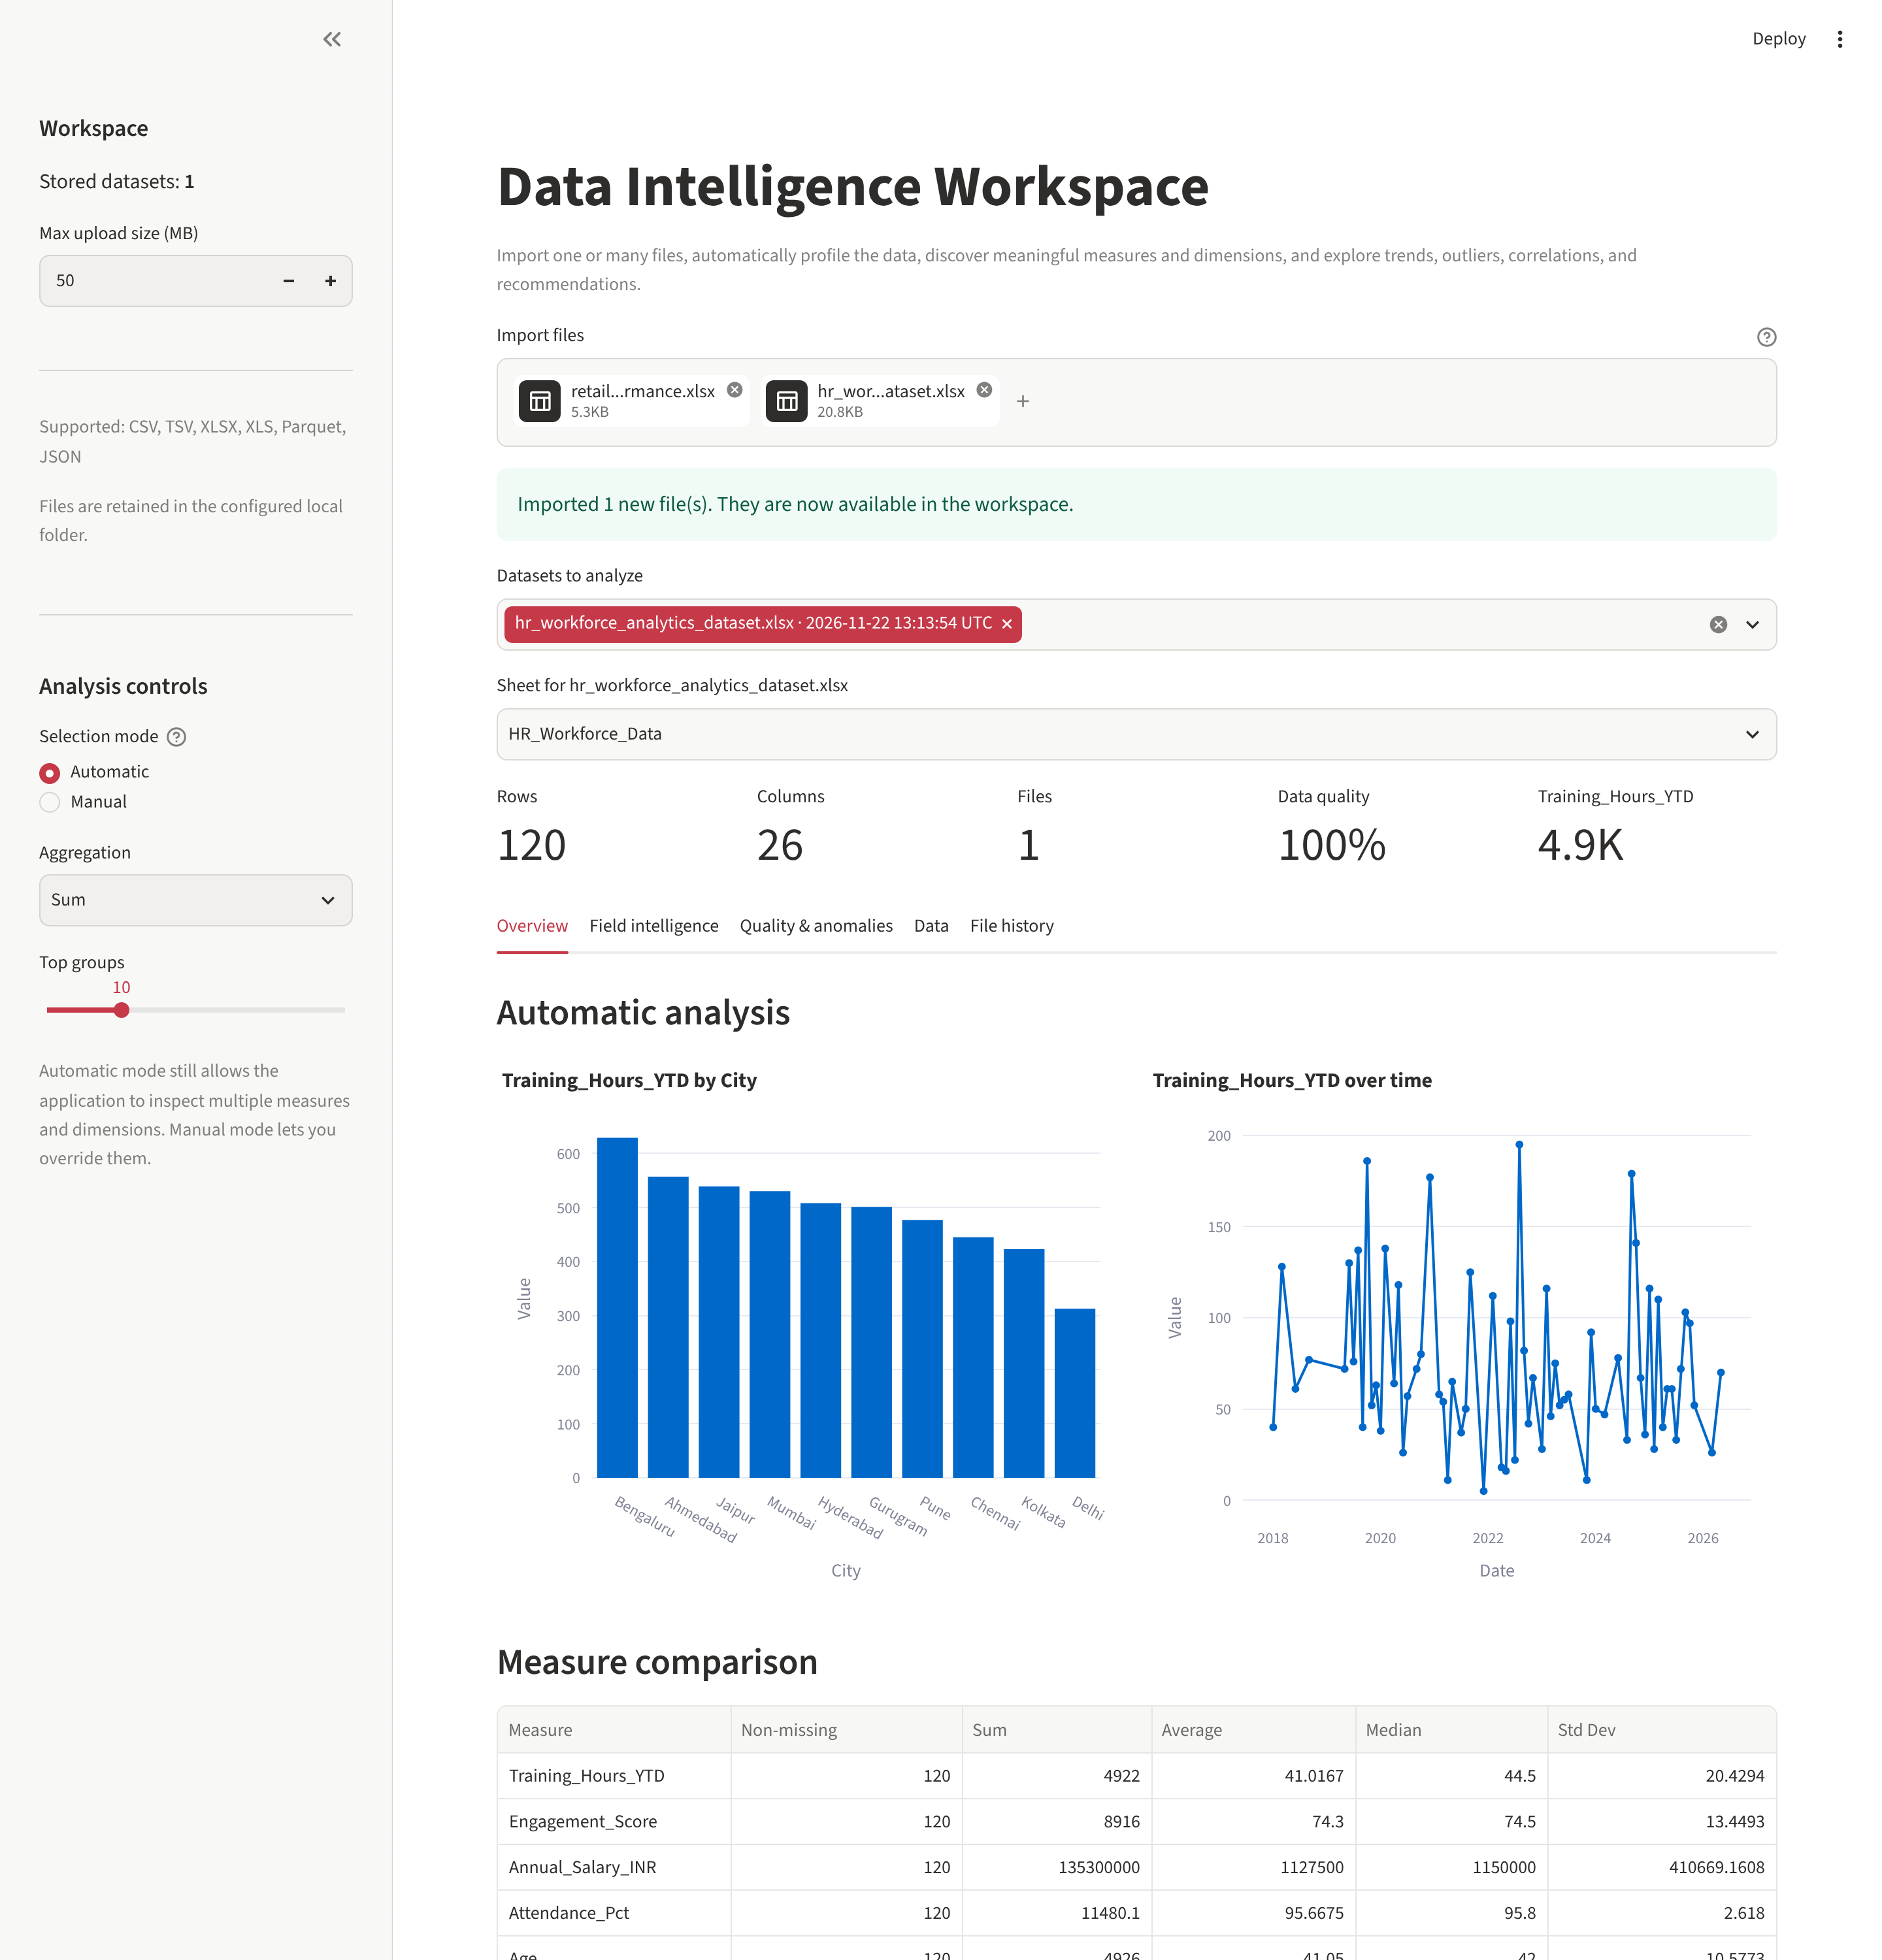 Deploy
Workspace
Stored datasets: 1
Max upload size (MB)
50
Supported: CSV, TSV, XLSX, XLS, Parquet,
JSON
Files are retained in the configured local
folder.
Analysis controls
Selection mode
Automatic
Manual
Aggregation
Sum
Top groups
10
Automatic mode still allows the
application to inspect multiple measures
and dimensions. Manual mode lets you
override them.
Data Intelligence Workspace
Import one or many files, automatically profile the data, discover meaningful measures and dimensions, and explore trends, outliers, correlations, and
recommendations.
Import files
retail...rmance.xlsx
5.3KB
hr_wor...ataset.xlsx
20.8KB
Imported 1 new file(s). They are now available in the workspace.
Datasets to analyze
hr_workforce_analytics_dataset.xlsx · 2026-11-22 13:13:54 UTC
Sheet for hr_workforce_analytics_dataset.xlsx
HR_Workforce_Data
Rows Columns Files Data quality Training_Hours_YTD
120 26 1 100% 4.9K
Overview Field intelligence Quality & anomalies Data File history
Automatic analysis
Training_Hours_YTD by City
600
500
400
300
200
100
0
Value
Bengaluru Ahmedabad Jaipur Mumbai Hyderabad Gurugram Pune Chennai Kolkata Delhi
City
Training_Hours_YTD over time
200
150
100
50
0
Value
2018 2020 2022 2024 2026
Date
Measure comparison
Measure Non-missing Sum Average Median Std Dev
Training_Hours_YTD 120 4922 41.0167 44.5 20.4294
Engagement_Score 120 8916 74.3 74.5 13.4493
Annual_Salary_INR 120 135300000 1127500 1150000 410669.1608
Attendance_Pct 120 11480.1 95.6675 95.8 2.618
Age 120 4926 41.05 42 10.5773